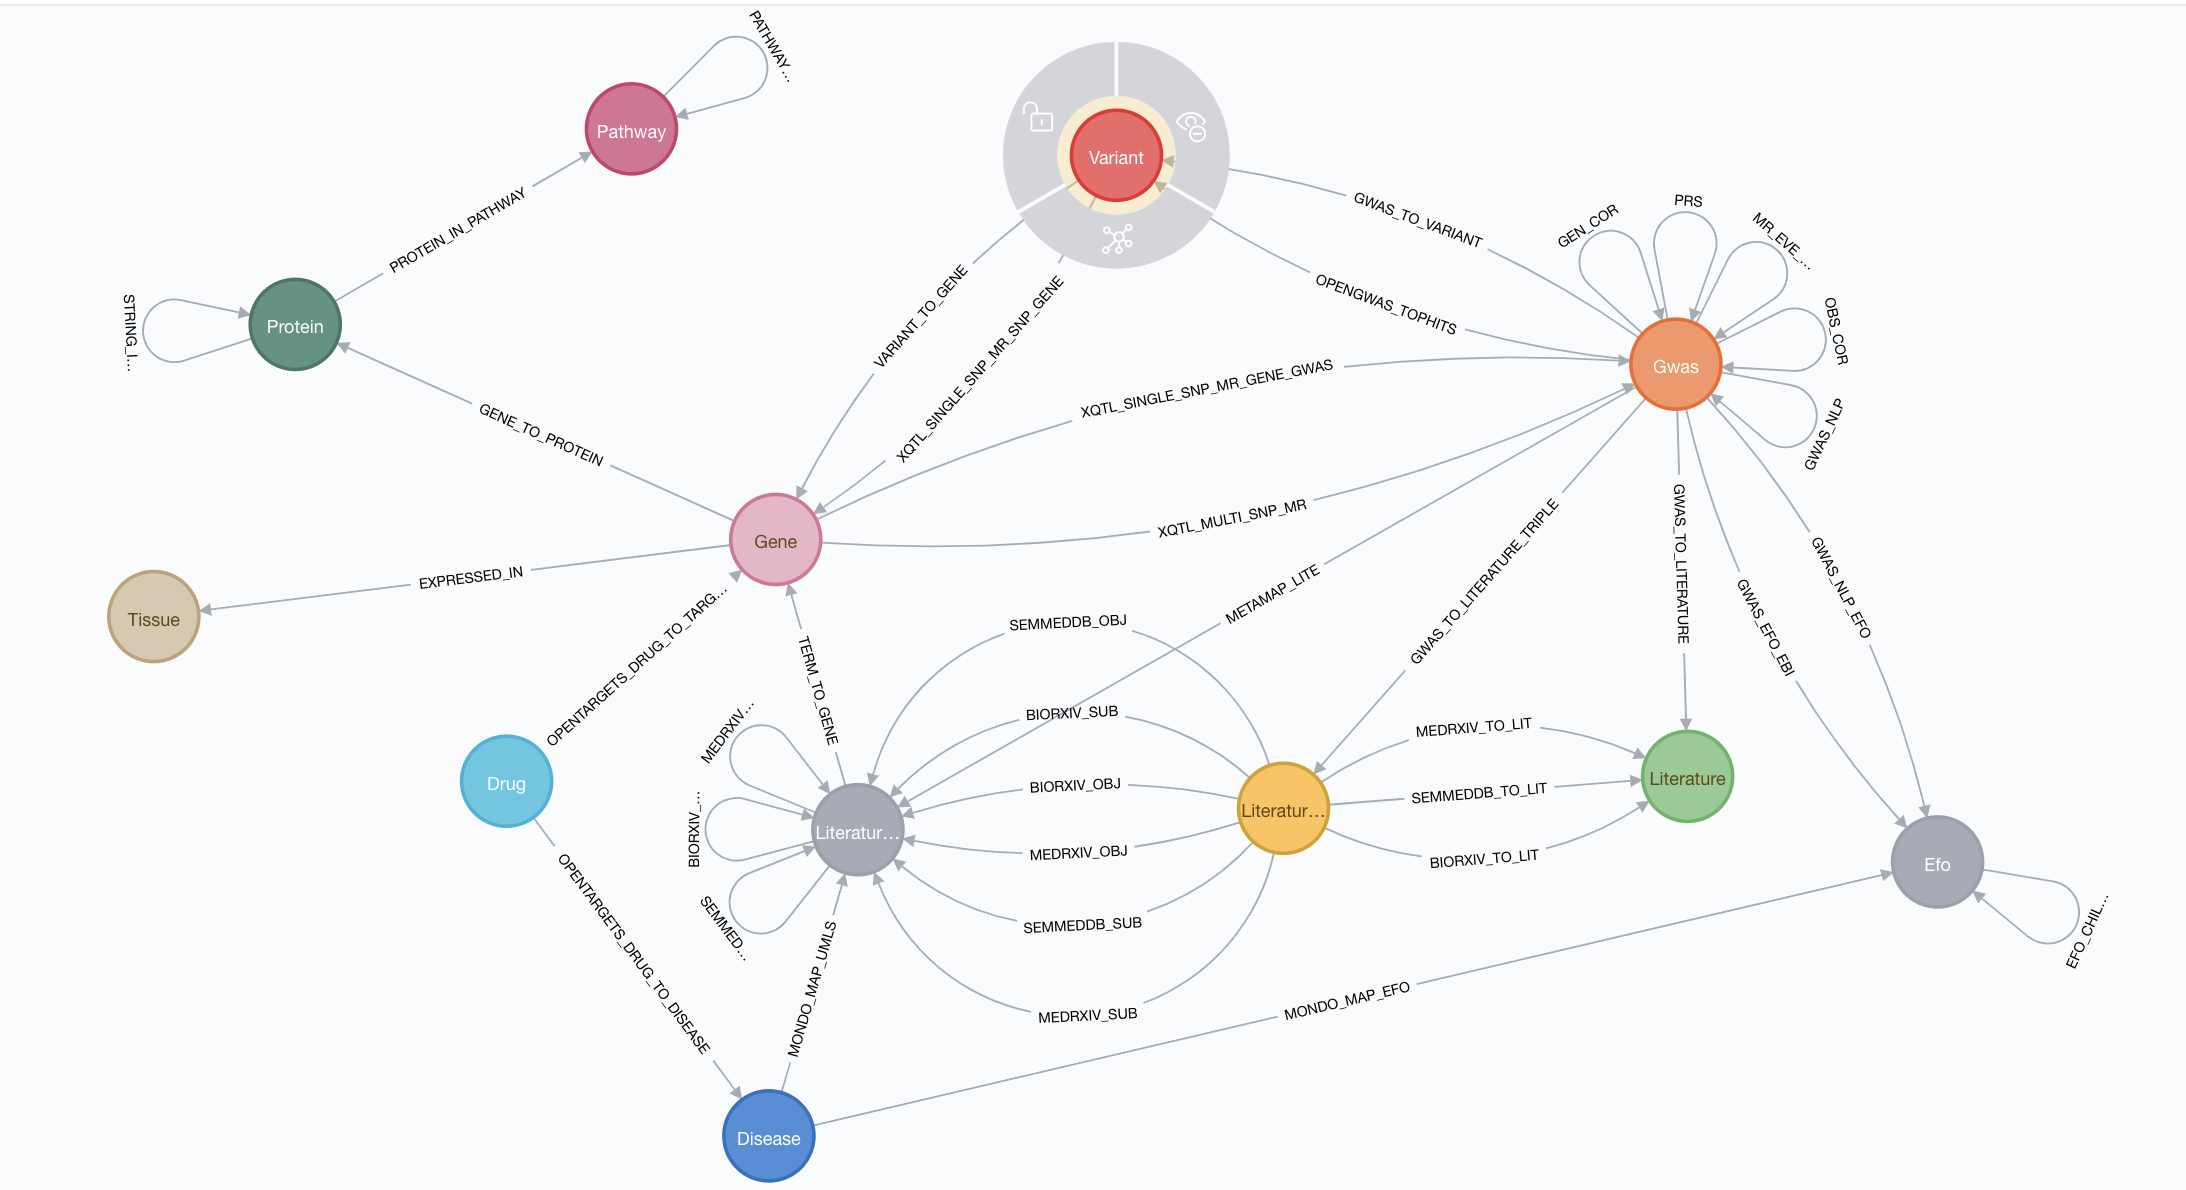 PATHWAY…
Pathway
Variant
PROTEIN_IN_PATHWAY
GWAS_TO_VARIANT
GEN_COR
PRS
MR_EVE_…
OBS_COR
GWAS_NLP
Gwas
OPENGWAS_TOPHITS
VARIANT_TO_GENE
XQTL_SINGLE_SNP_MR_SNP_GENE
STRING_I…
Protein
GENE_TO_PROTEIN
XQTL_SINGLE_SNP_MR_GENE_GWAS
XQTL_MULTI_SNP_MR
Gene
EXPRESSED_IN
Tissue
METAMAP_LITE
GWAS_TO_LITERATURE_TRIPLE
GWAS_TO_LITERATURE
GWAS_EFO_EBI
GWAS_NLP_EFO
OPENTARGETS_DRUG_TO_TARG…
TERM_TO_GENE
SEMMEDDB_OBJ
BIORXIV_SUB
BIORXIV_OBJ
MEDRXIV_OBJ
SEMMEDDB_SUB
MEDRXIV_SUB
MEDRXIV_TO_LIT
SEMMEDDB_TO_LIT
BIORXIV_TO_LIT
Literature
Drug
MEDRXIV…
BIORXIV_…
SEMMED…
Literatur…
Literatur…
Efo
EFO_CHIL…
OPENTARGETS_DRUG_TO_DISEASE
MONDO_MAP_UMLS
MONDO_MAP_EFO
Disease